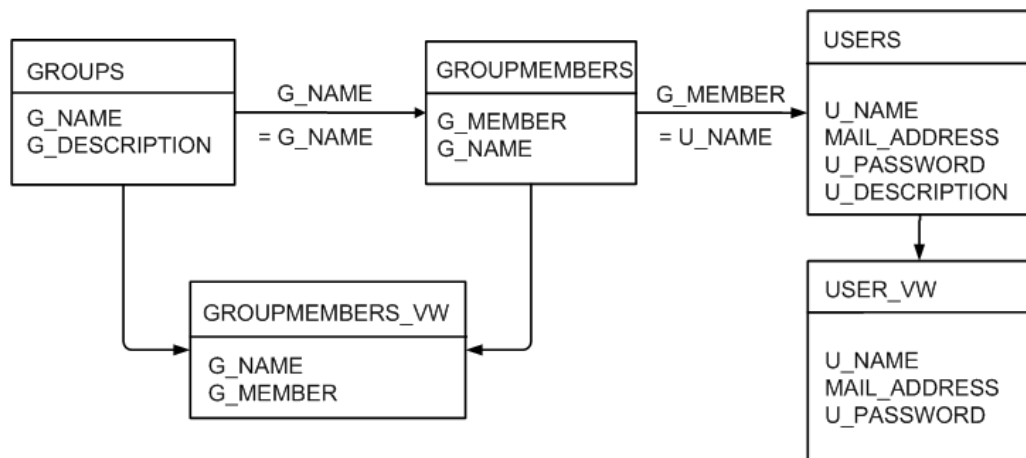 GROUPS
G_NAME
G_DESCRIPTION
G_NAME
= G_NAME
GROUPMEMBERS
G_MEMBER
G_NAME
G_MEMBER
= U_NAME
USERS
U_NAME
MAIL_ADDRESS
U_PASSWORD
U_DESCRIPTION
GROUPMEMBERS_VW
G_NAME
G_MEMBER
USER_VW
U_NAME
MAIL_ADDRESS
U_PASSWORD